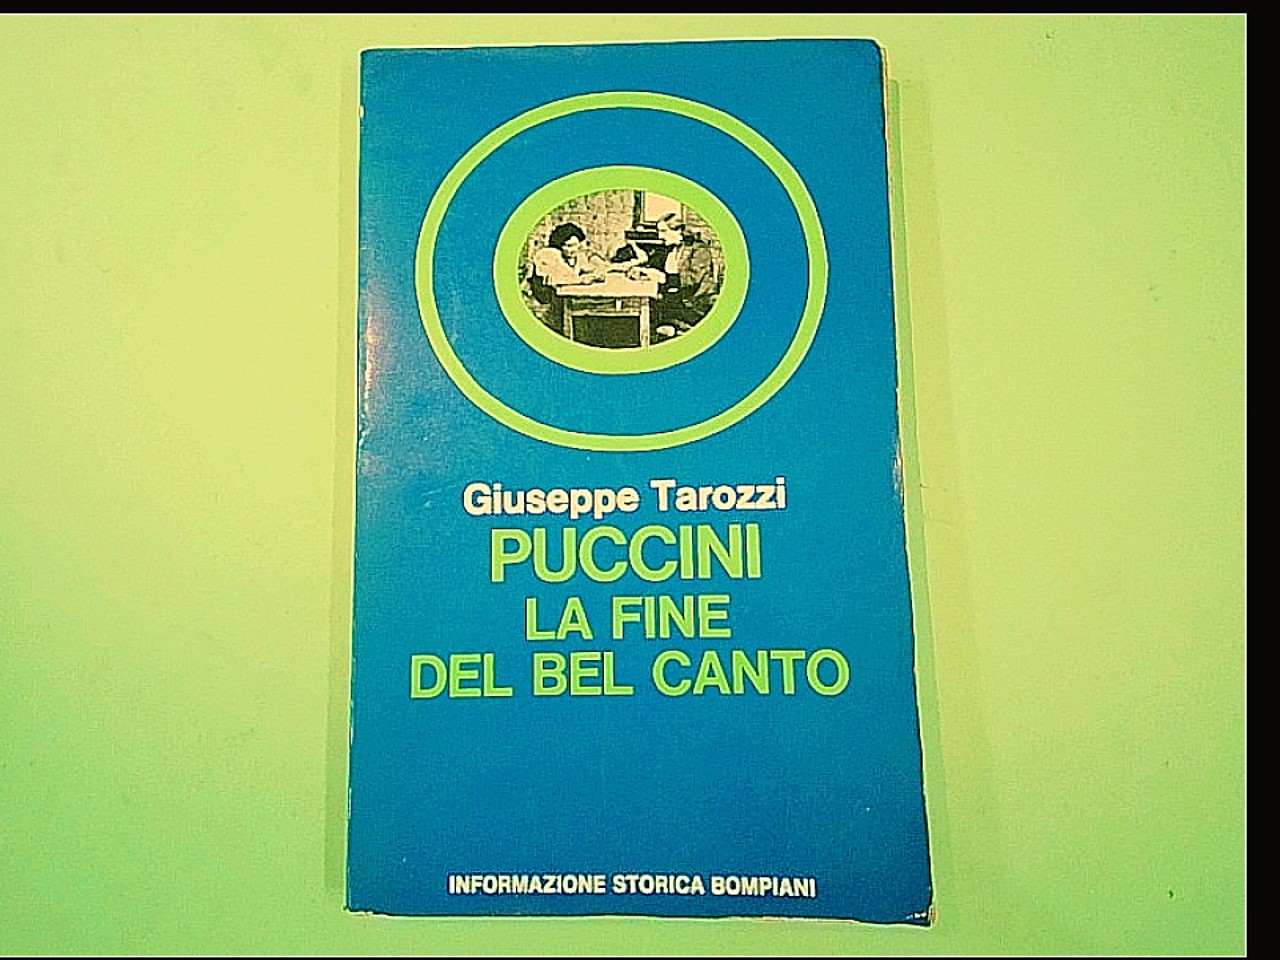 Giuseppe Tarozzi
PUCCINI
LA FINE
DEL BEL CANTO
INFORMAZIONE STORICA BOMPIANI